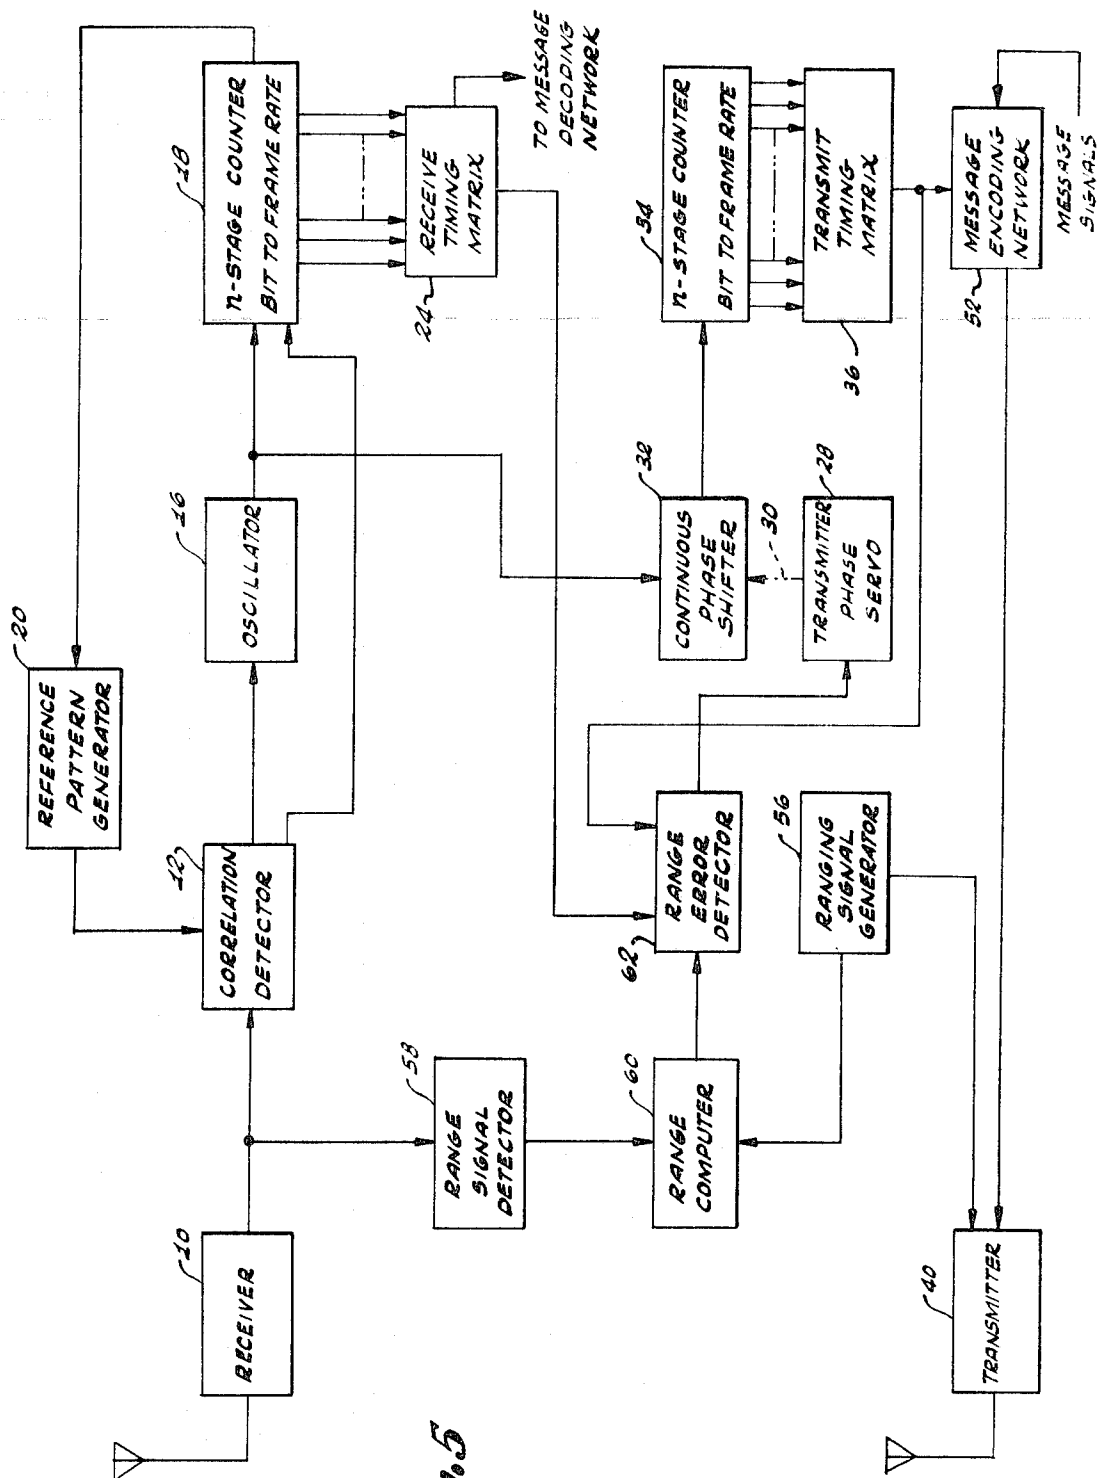 20
REFERENCE
PATTERN
GENERATOR
10
RECEIVER
12
CORRELATION
DETECTOR
16
OSCILLATOR
18
n-STAGE COUNTER
BIT TO FRAME RATE
24
RECEIVE
TIMING
MATRIX
TO MESSAGE
DECODING
NETWORK
58
RANGE
SIGNAL
DETECTOR
60
RANGE
COMPUTER
62
RANGE
ERROR
DETECTOR
32
CONTINUOUS
PHASE
SHIFTER
30
34
n-STAGE COUNTER
BIT TO FRAME RATE
56
RANGING
SIGNAL
GENERATOR
28
TRANSMITTER
PHASE
SERVO
36
TRANSMIT
TIMING
MATRIX
40
TRANSMITTER
52
MESSAGE
ENCODING
NETWORK
MESSAGE
SIGNALS
5